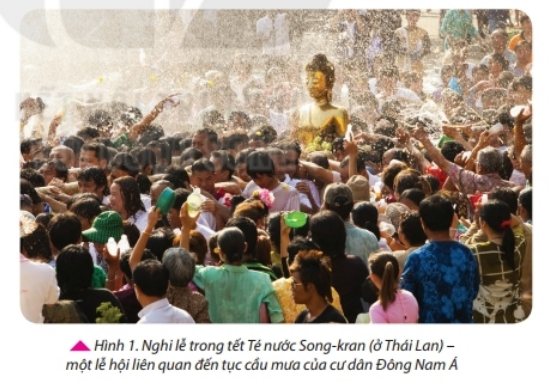 Hình 1. Nghi lễ trong tết Té nước Song-kran (ở Thái Lan) –
một lễ hội liên quan đến tục cầu mưa của cư dân Đông Nam Á